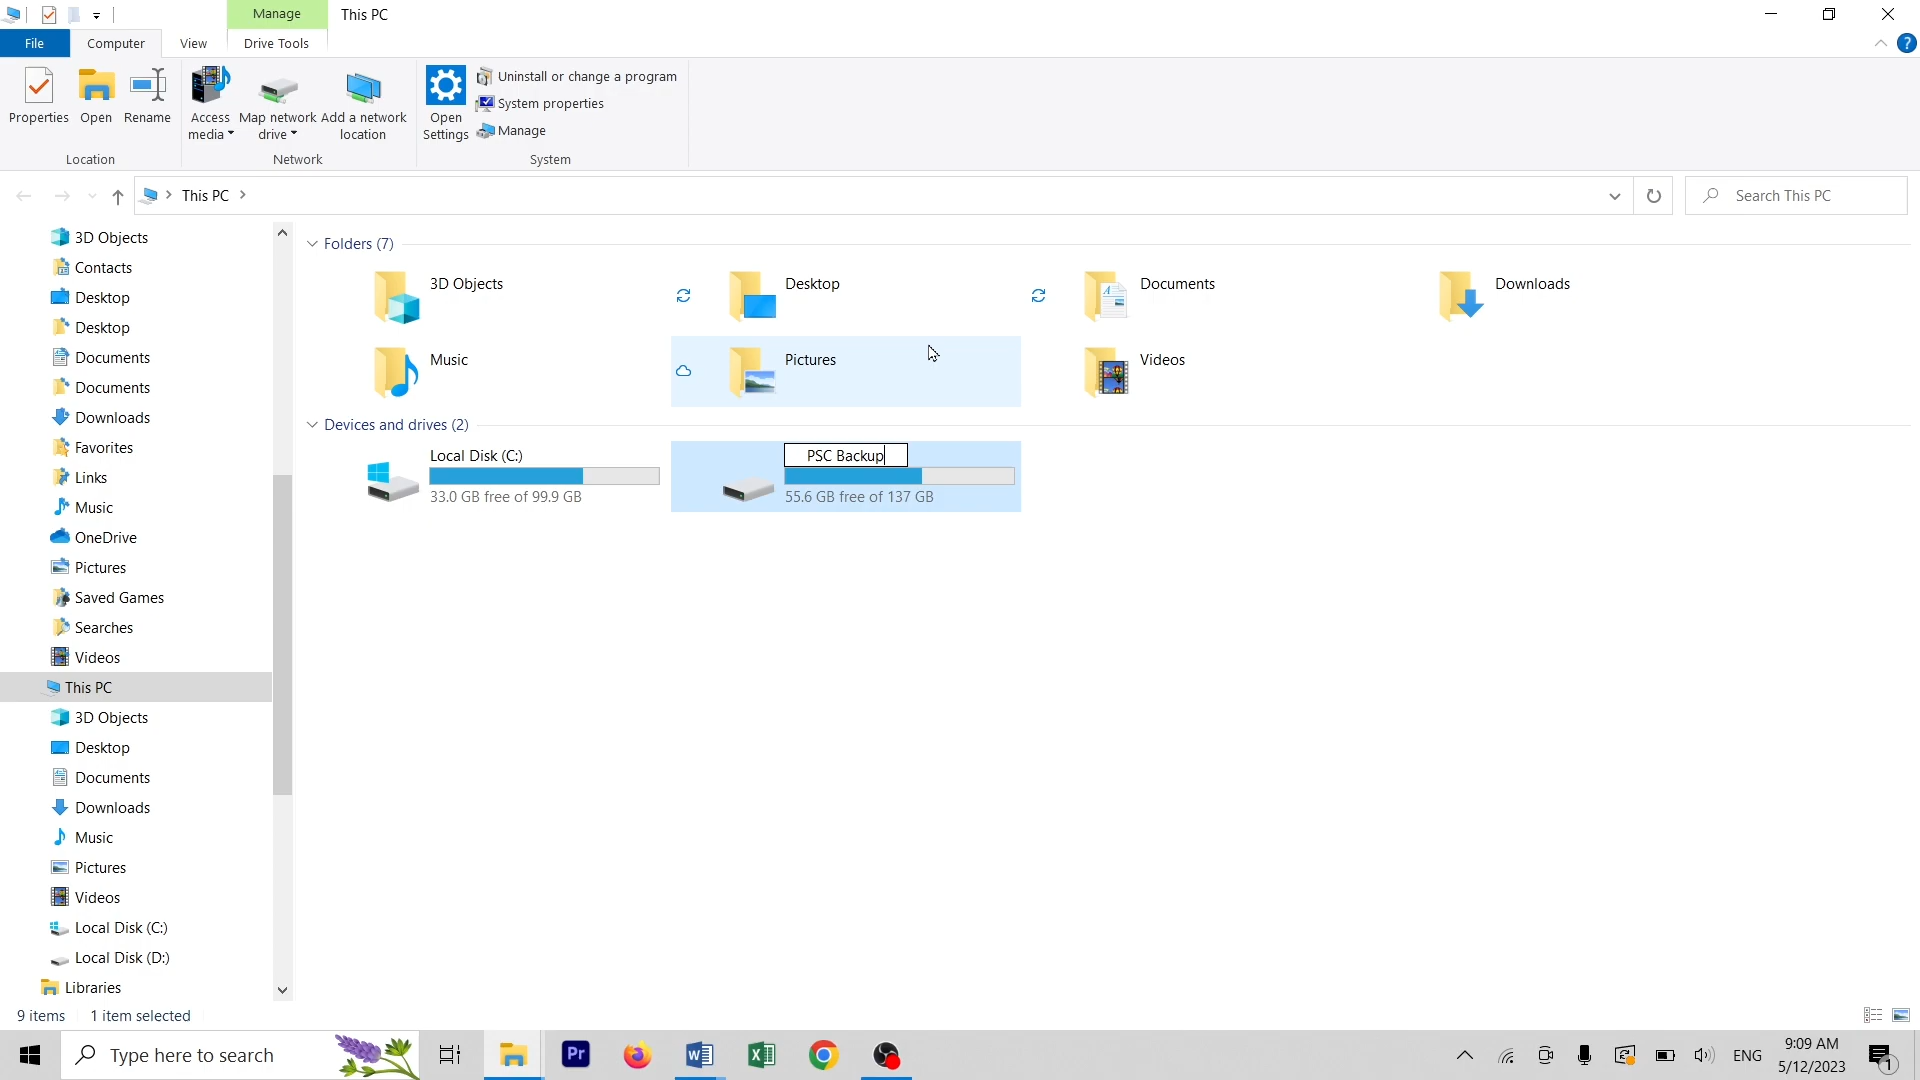 Manage
This PC
File
Computer
View
Drive Tools
?
Properties
Open
Rename
Access
media
Map network
drive
Add a network
location
Open
Settings
Uninstall or change a program
System properties
Manage
Location
Network
System
This PC
Search This PC
3D Objects
Contacts
Desktop
Desktop
Documents
Documents
Downloads
Favorites
Links
Music
OneDrive
Pictures
Saved Games
Searches
Videos
This PC
3D Objects
Desktop
Documents
Downloads
Music
Pictures
Videos
Local Disk (C:)
Local Disk (D:)
Libraries
Folders (7)
3D Objects
Desktop
Documents
Downloads
Music
Pictures
Videos
Devices and drives (2)
Local Disk (C:)
33.0 GB free of 99.9 GB
PSC Backup
55.6 GB free of 137 GB
9 items
1 item selected
Type here to search
Pr
ENG
9:09 AM
5/12/2023
1